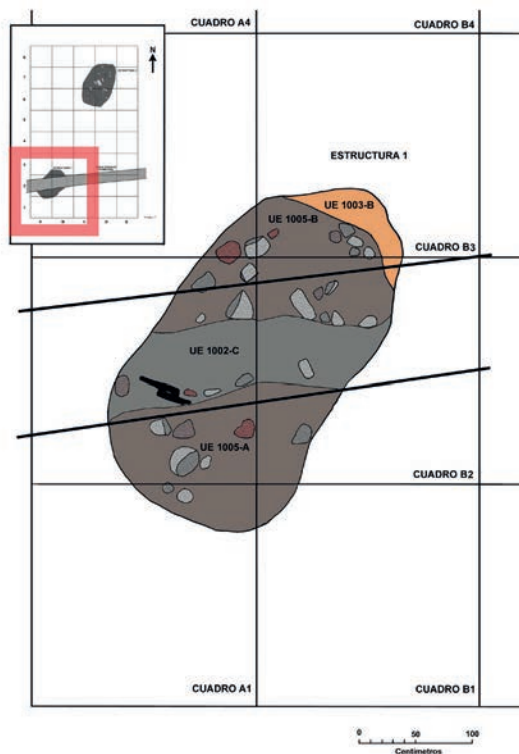 CUADRO A4
CUADRO B4
N
ESTRUCTURA 1
UE 1003-B
UE 1005-B
CUADRO B3
UE 1002-C
UE 1005-A
CUADRO B2
CUADRO A1
CUADRO B1
0 50 100
Centímetros